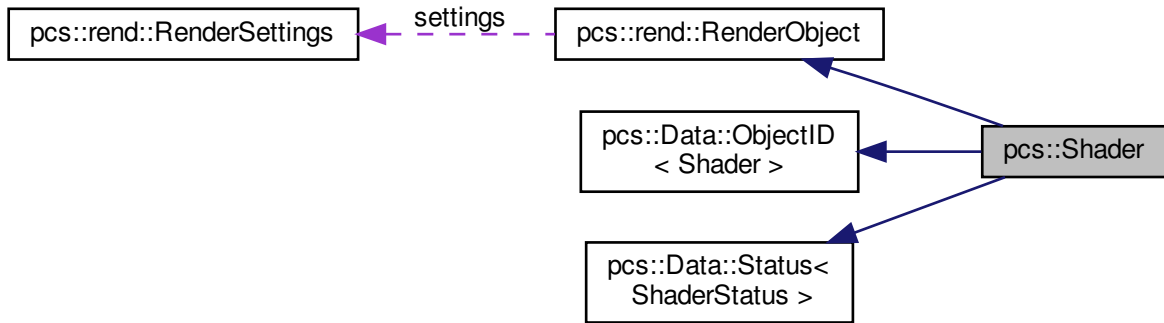 pcs::rend::RenderSettings
settings
pcs::rend::RenderObject
pcs::Data::ObjectID
< Shader >
pcs::Shader
pcs::Data::Status<
ShaderStatus >